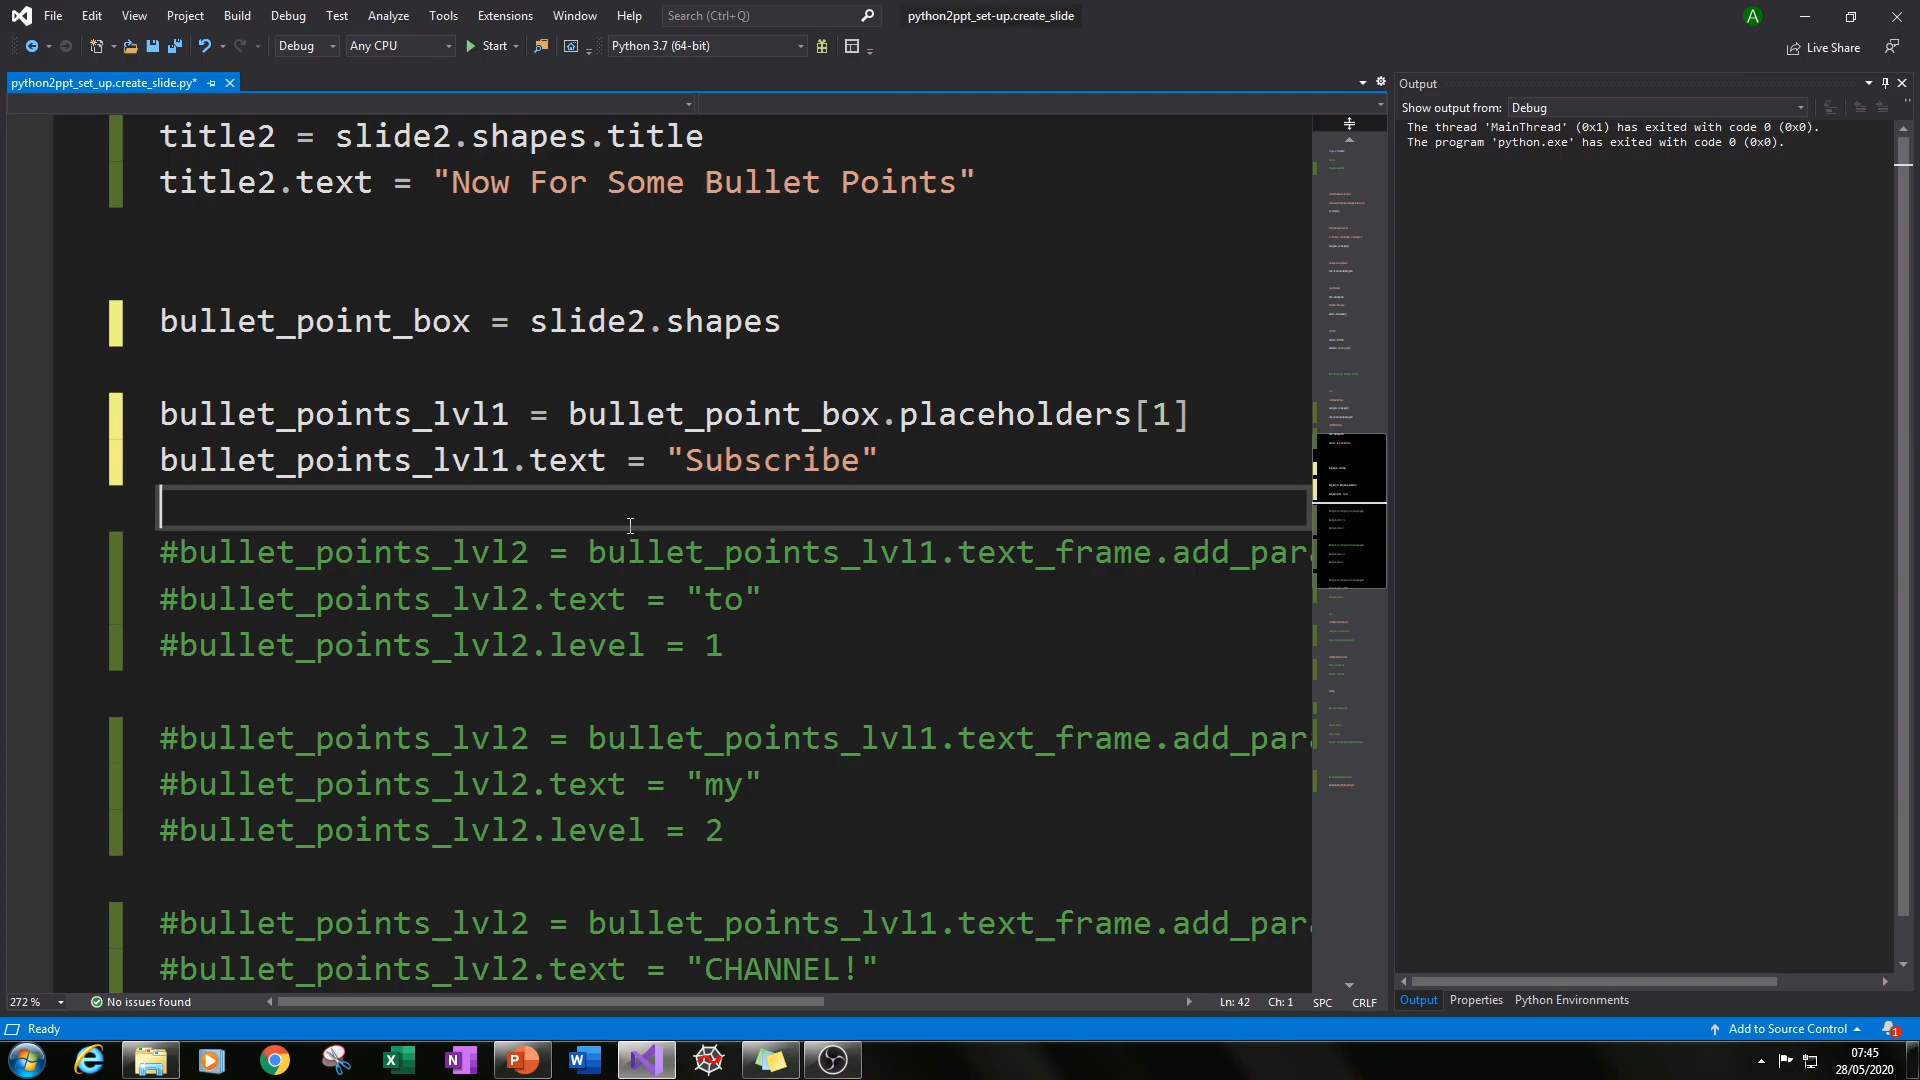 File Edit View Project Build Debug Test Analyze Tools Extensions Window Help Search (Ctrl+Q) python2ppt_set-up.create_slide A
Debug Any CPU Start Python 3.7 (64-bit) Live Share
python2ppt_set_up.create_slide.py*
Output
Show output from: Debug
The thread 'MainThread' (0x1) has exited with code 0 (0x0).
The program 'python.exe' has exited with code 0 (0x0).
title2 = slide2.shapes.title
title2.text = "Now For Some Bullet Points"
bullet_point_box = slide2.shapes
bullet_points_lvl1 = bullet_point_box.placeholders[1]
bullet_points_lvl1.text = "Subscribe"
#bullet_points_lvl2 = bullet_points_lvl1.text_frame.add_para
#bullet_points_lvl2.text = "to"
#bullet_points_lvl2.level = 1
#bullet_points_lvl2 = bullet_points_lvl1.text_frame.add_para
#bullet_points_lvl2.text = "my"
#bullet_points_lvl2.level = 2
#bullet_points_lvl2 = bullet_points_lvl1.text_frame.add_para
#bullet_points_lvl2.text = "CHANNEL!"
272 % No issues found Ln: 42 Ch: 1 SPC CRLF
Output Properties Python Environments
Ready Add to Source Control 1
07:45
28/05/2020